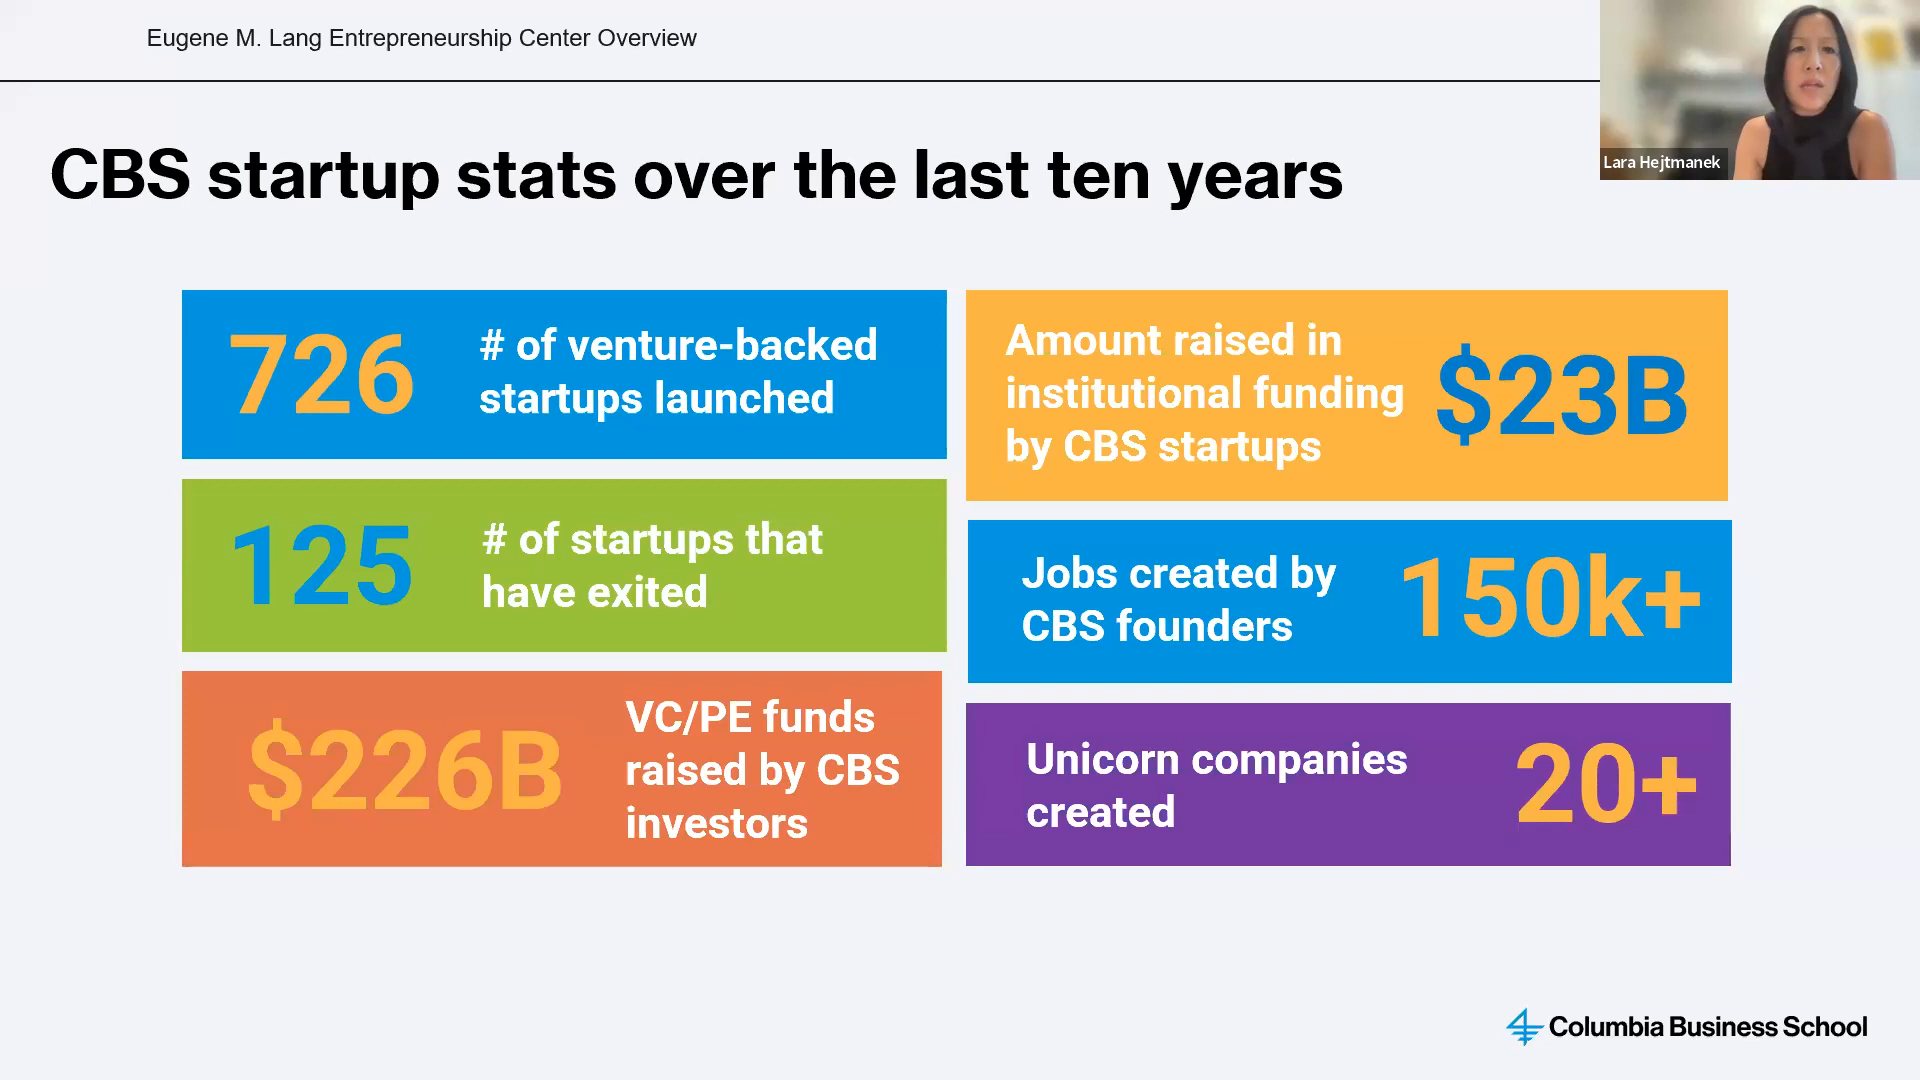 Eugene M. Lang Entrepreneurship Center Overview
Lara Hejtmanek
CBS startup stats over the last ten years
726
# of venture-backed
startups launched
125
# of startups that
have exited
$226B
VC/PE funds
raised by CBS
investors
Amount raised in
institutional funding
by CBS startups
$23B
Jobs created by
CBS founders
150k+
Unicorn companies
created
20+
Columbia Business School